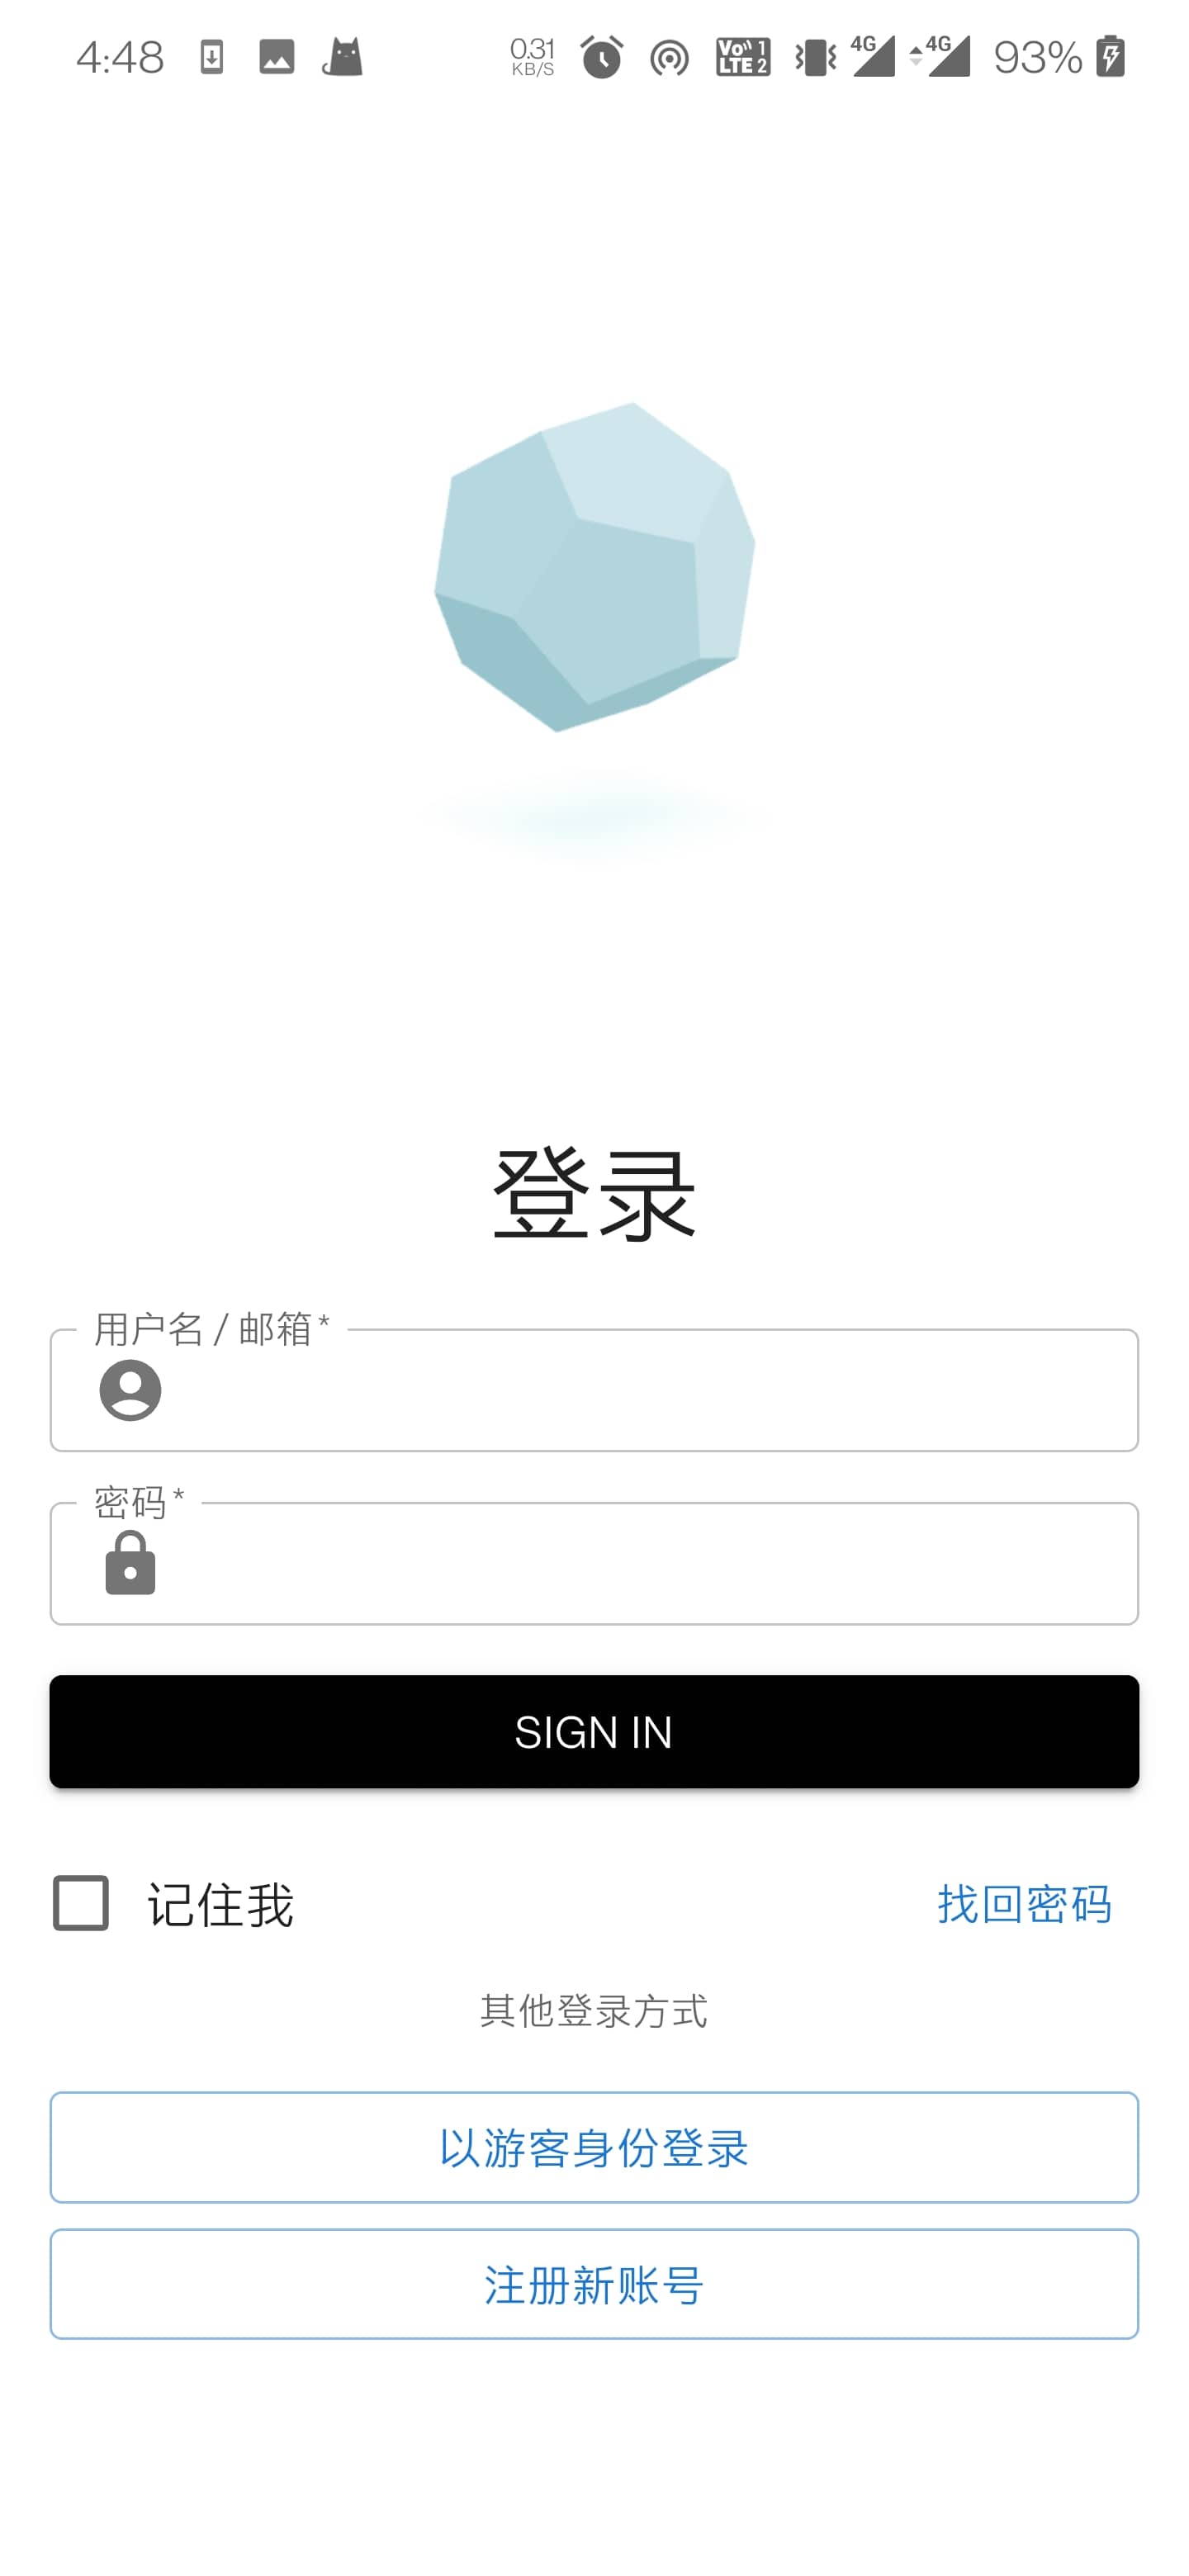 4:48
0.31
KB/S
Vo)) 1
LTE 2
4G
4G
93%
登录
用户名 / 邮箱 *
密码 *
SIGN IN
记住我
找回密码
其他登录方式
以游客身份登录
注册新账号